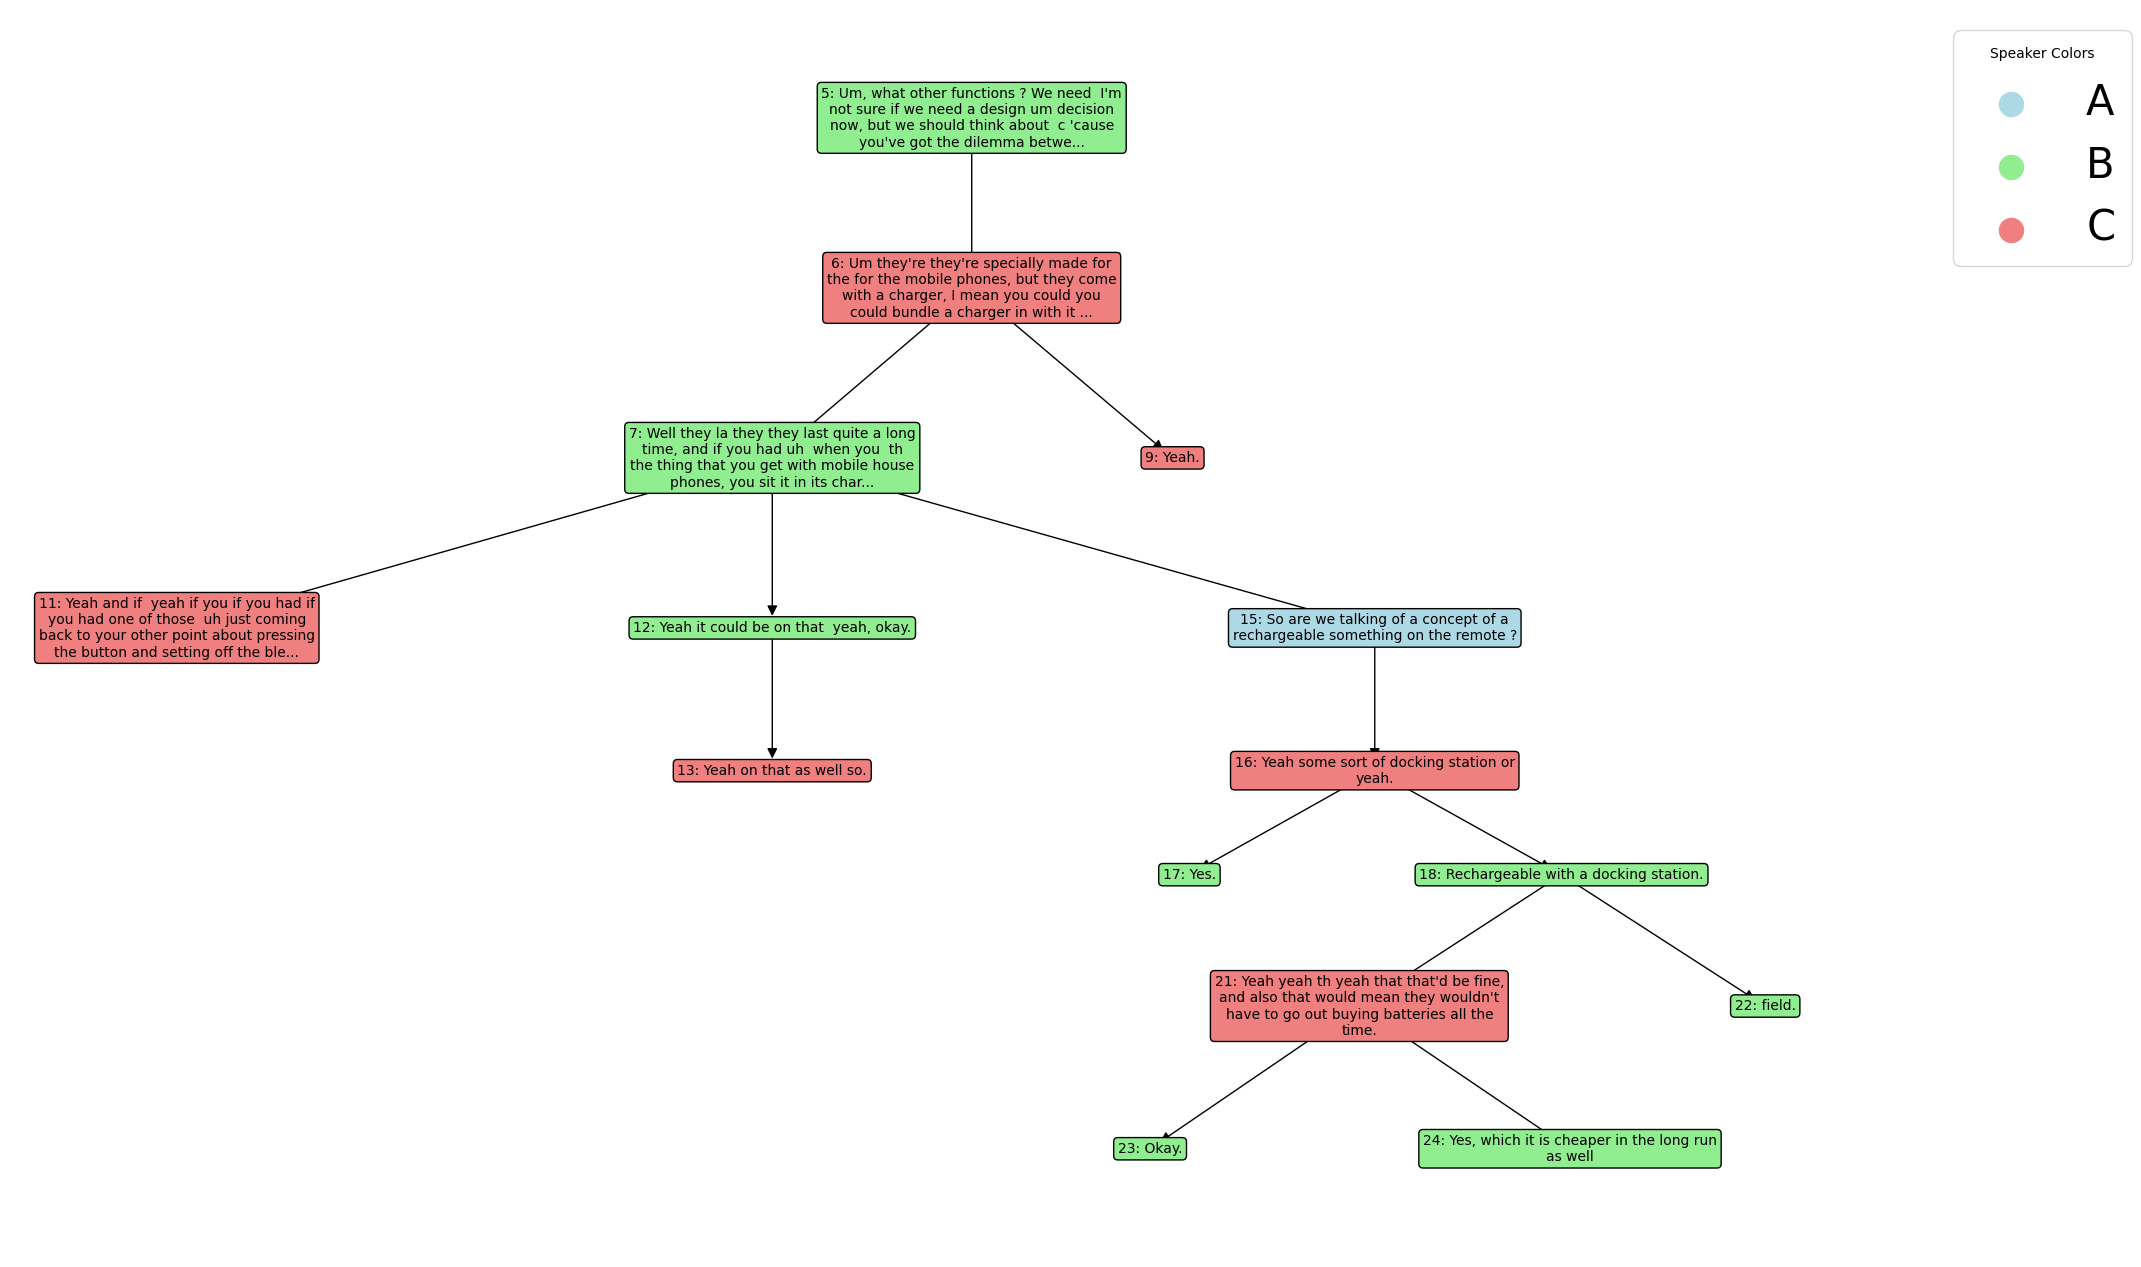 Speaker Colors
A
B
C
5: Um, what other functions ? We need  I'm
not sure if we need a design um decision
now, but we should think about  c 'cause
you've got the dilemma betwe...
6: Um they're they're specially made for
the for the mobile phones, but they come
with a charger, I mean you could you
could bundle a charger in with it ...
7: Well they la they they last quite a long
time, and if you had uh  when you  th
the thing that you get with mobile house
phones, you sit it in its char...
9: Yeah.
11: Yeah and if  yeah if you if you had if
you had one of those  uh just coming
back to your other point about pressing
the button and setting off the ble...
12: Yeah it could be on that  yeah, okay.
15: So are we talking of a concept of a
rechargeable something on the remote ?
13: Yeah on that as well so.
16: Yeah some sort of docking station or
yeah.
17: Yes.
18: Rechargeable with a docking station.
21: Yeah yeah th yeah that that'd be fine,
and also that would mean they wouldn't
have to go out buying batteries all the
time.
22: field.
23: Okay.
24: Yes, which it is cheaper in the long run
as well